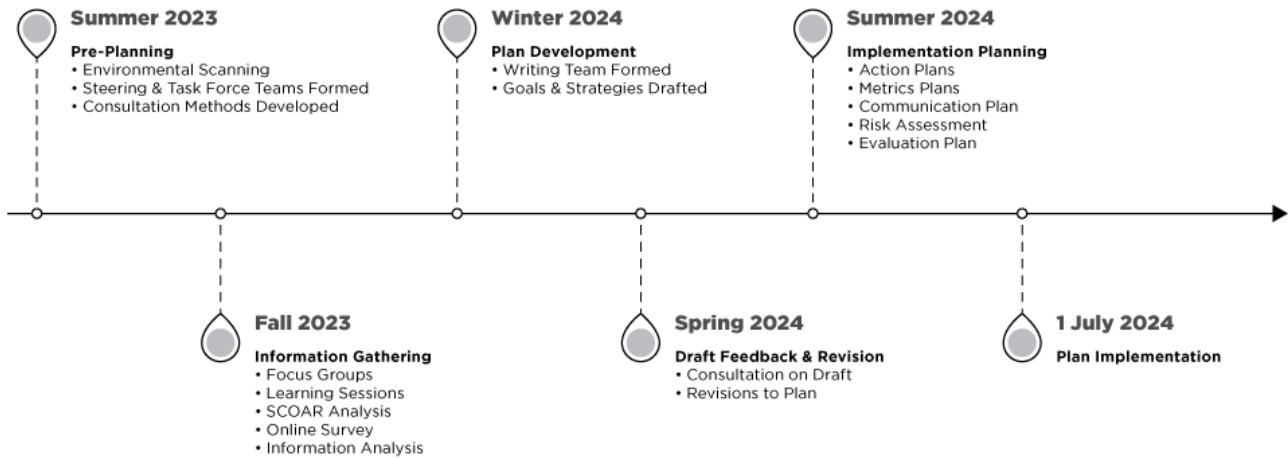 Summer 2023
Pre-Planning
• Environmental Scanning
• Steering & Task Force Teams Formed
• Consultation Methods Developed
Fall 2023
Information Gathering
• Focus Groups
• Learning Sessions
• SCOAR Analysis
• Online Survey
• Information Analysis
Winter 2024
Plan Development
• Writing Team Formed
• Goals & Strategies Drafted
Spring 2024
Draft Feedback & Revision
• Consultation on Draft
• Revisions to Plan
Summer 2024
Implementation Planning
• Action Plans
• Metrics Plans
• Communication Plan
• Risk Assessment
• Evaluation Plan
1 July 2024
Plan Implementation